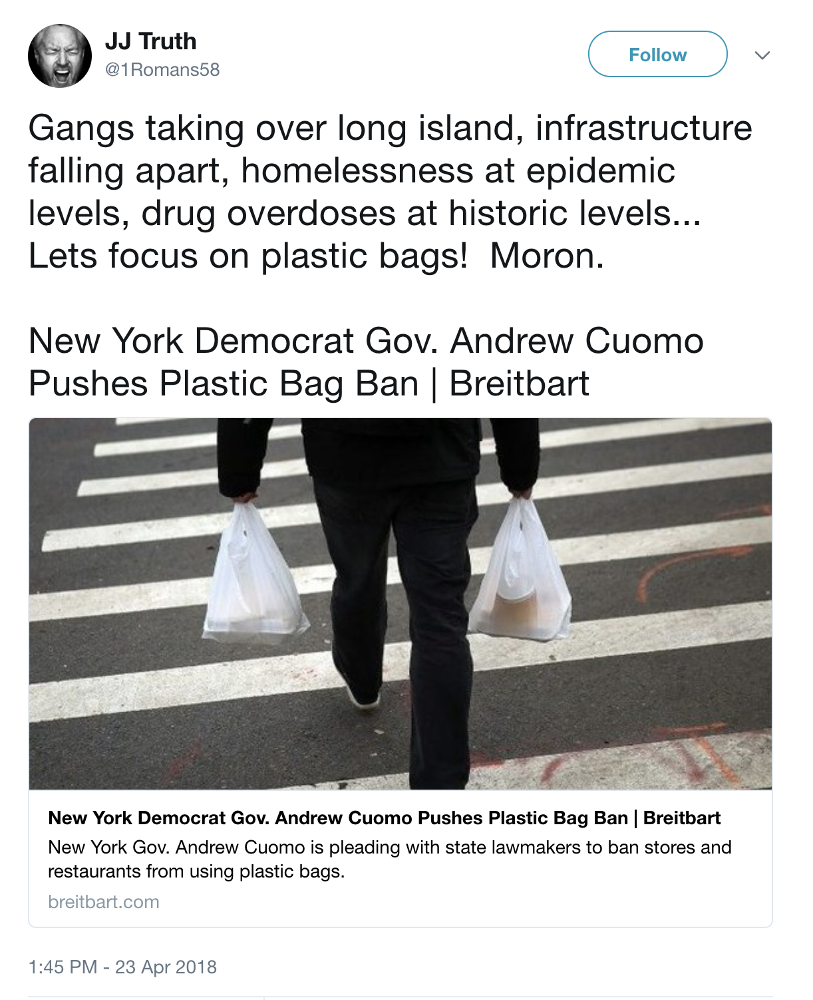 JJ Truth
@1Romans58
Follow
Gangs taking over long island, infrastructure
falling apart, homelessness at epidemic
levels, drug overdoses at historic levels...
Lets focus on plastic bags!  Moron.
New York Democrat Gov. Andrew Cuomo
Pushes Plastic Bag Ban | Breitbart
New York Democrat Gov. Andrew Cuomo Pushes Plastic Bag Ban | Breitbart
New York Gov. Andrew Cuomo is pleading with state lawmakers to ban stores and
restaurants from using plastic bags.
breitbart.com
1:45 PM - 23 Apr 2018